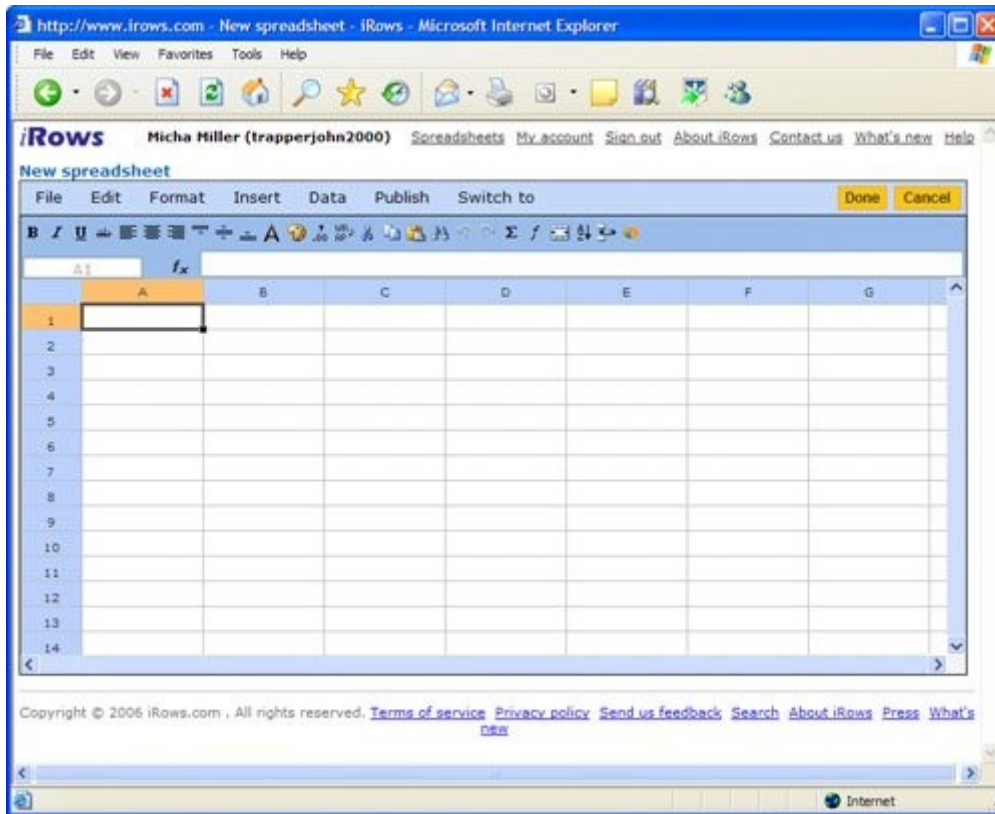 http://www.irows.com - New spreadsheet - iRows - Microsoft Internet Explorer
File Edit View Favorites Tools Help
iRows Micha Miller (trapperjohn2000) Spreadsheets My account Sign out About iRows Contact us What's new Help
New spreadsheet
File Edit Format Insert Data Publish Switch to Done Cancel
B I U ab A Σ f
A1 fx
A B C D E F G
1
2
3
4
5
6
7
8
9
10
11
12
13
14
Copyright © 2006 iRows.com , All rights reserved. Terms of service Privacy policy Send us feedback Search About iRows Press What's
new
Internet